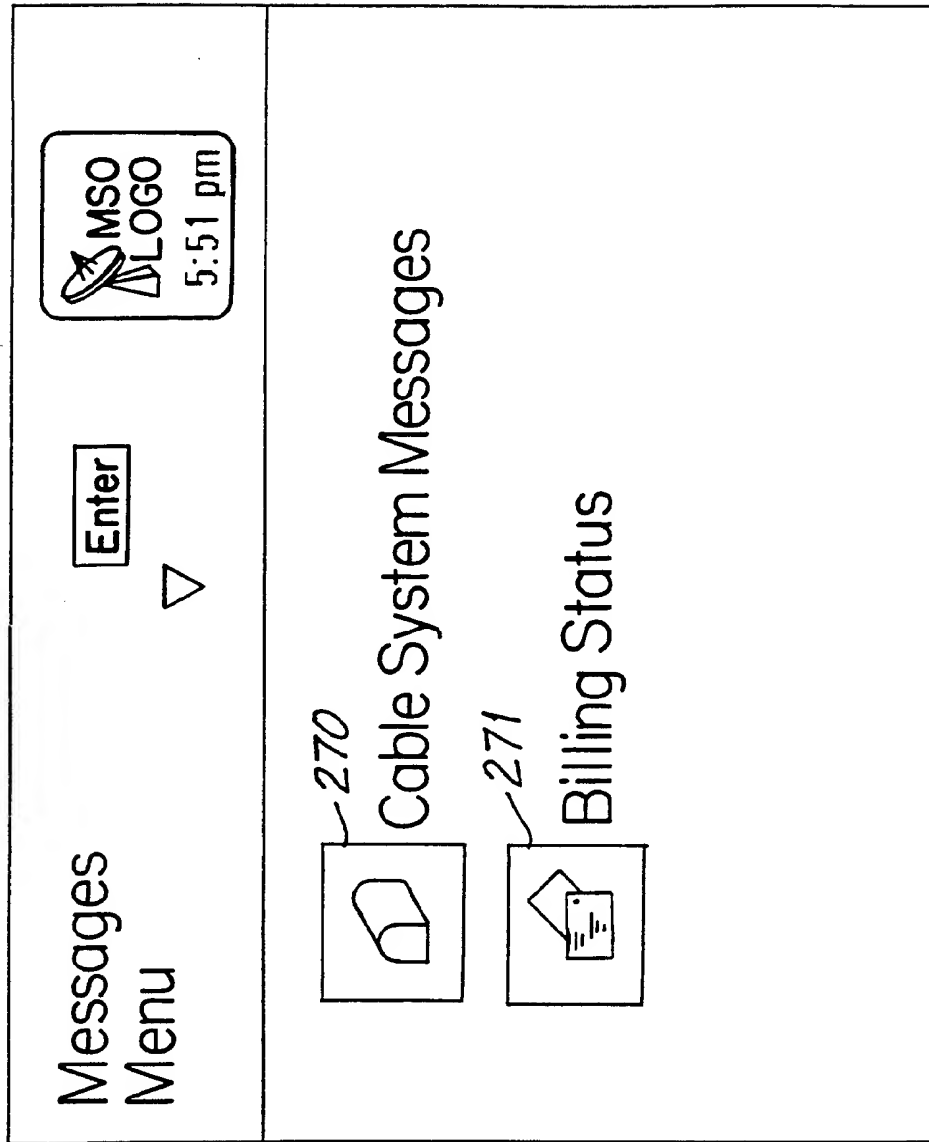 Messages
Menu
Enter
MSO
LOGO
5:51 pm
270
Cable System Messages
271
Billing Status